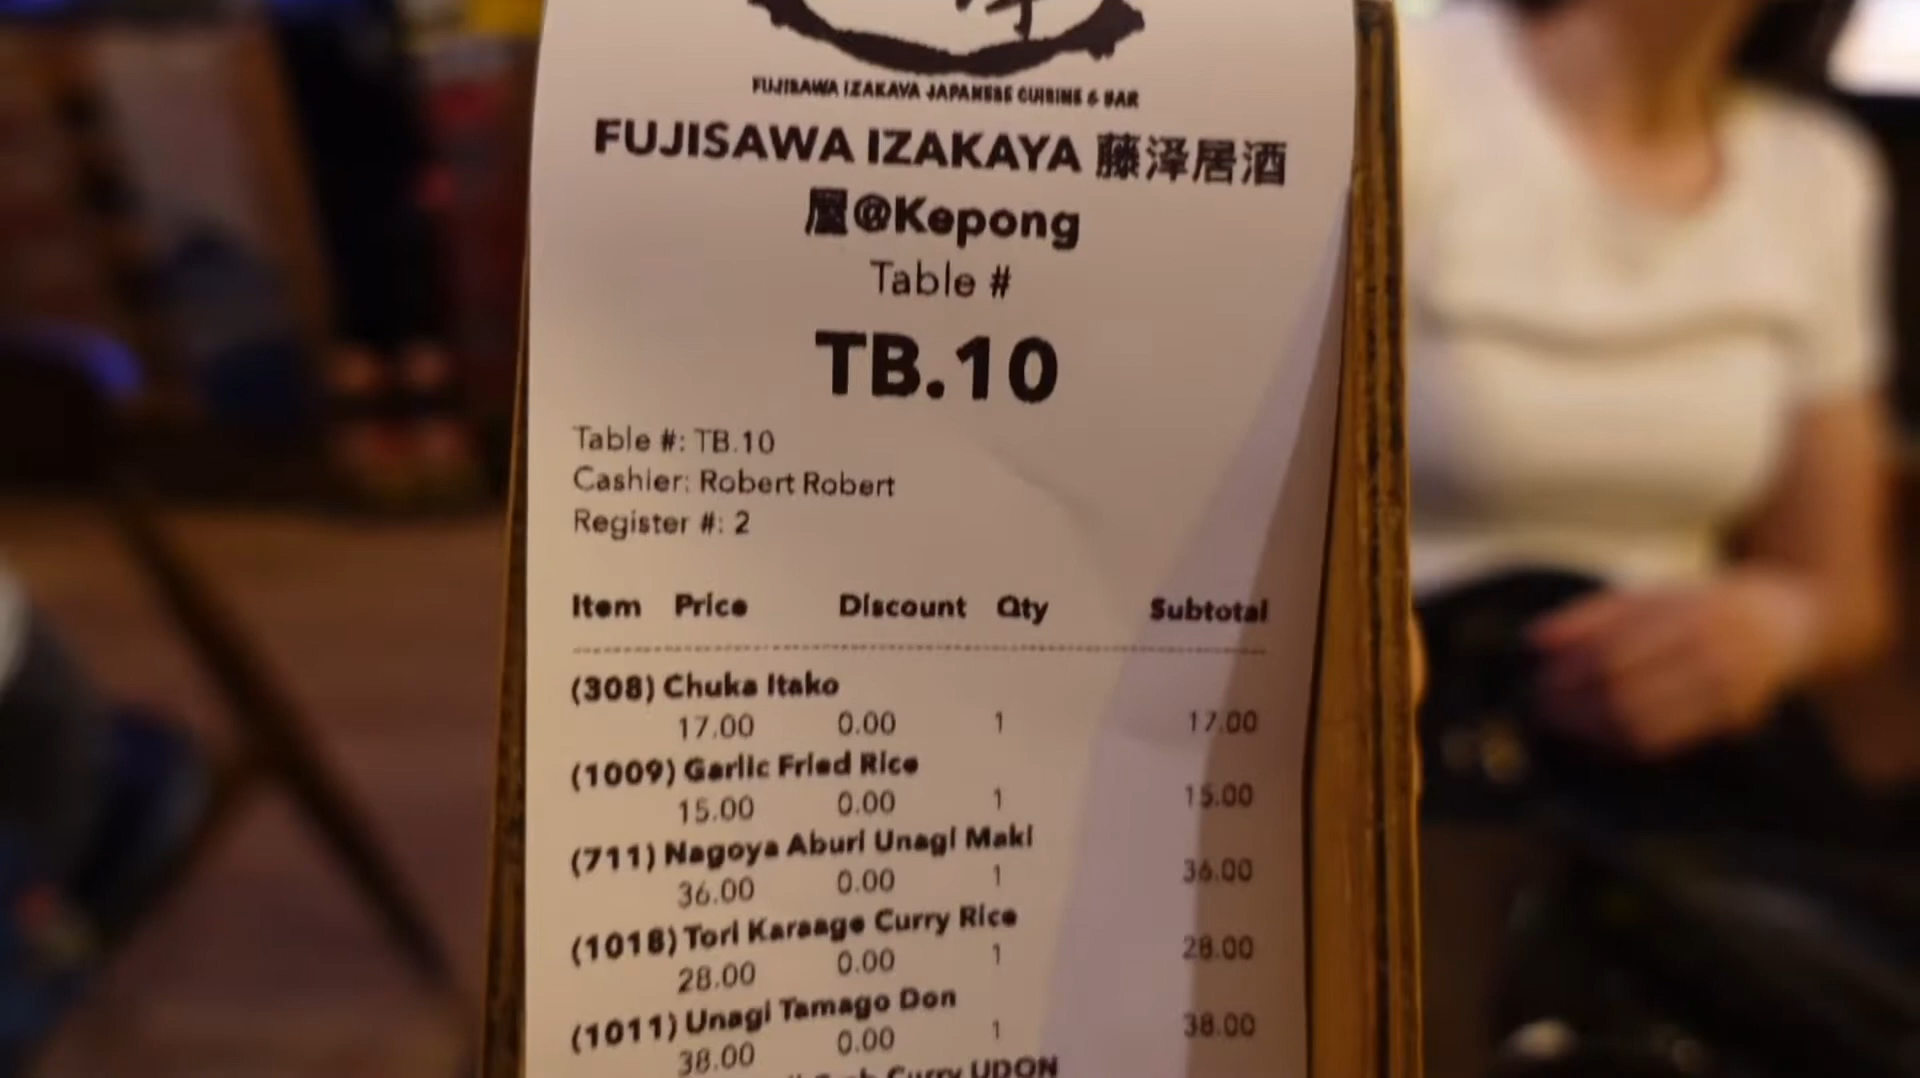 FUJISAWA IZAKAYA JAPANESE CUISINE & BAR
FUJISAWA IZAKAYA 藤泽居酒
屋@Kepong
Table #
TB.10
Table #: TB.10
Cashier: Robert Robert
Register #: 2
Item Price Discount Qty Subtotal
(308) Chuka Itako
17.00 0.00 1 17.00
(1009) Garlic Fried Rice
15.00 0.00 1 15.00
(711) Nagoya Aburi Unagi Maki
36.00 0.00 1 36.00
(1018) Tori Karaage Curry Rice
28.00 0.00 1 28.00
(1011) Unagi Tamago Don
38.00 0.00 1 38.00
Curry UDON